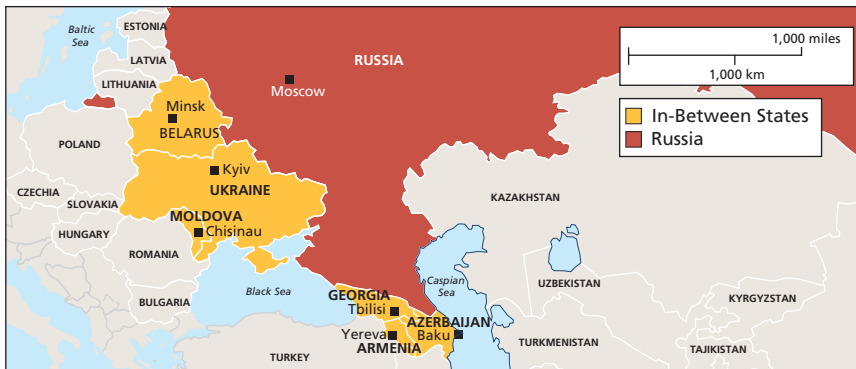 Baltic
Sea
ESTONIA
LATVIA
LITHUANIA
RUSSIA
Moscow
1,000 miles
1,000 km
In-Between States
Russia
Minsk
BELARUS
POLAND
Kyiv
UKRAINE
CZECHIA
SLOVAKIA
HUNGARY
MOLDOVA
Chisinau
ROMANIA
BULGARIA
Black Sea
KAZAKHSTAN
Caspian
Sea
GEORGIA
Tbilisi
AZERBAIJAN
Baku
Yereva
ARMENIA
TURKEY
UZBEKISTAN
KYRGYZSTAN
TURKMENISTAN
TAJIKISTAN